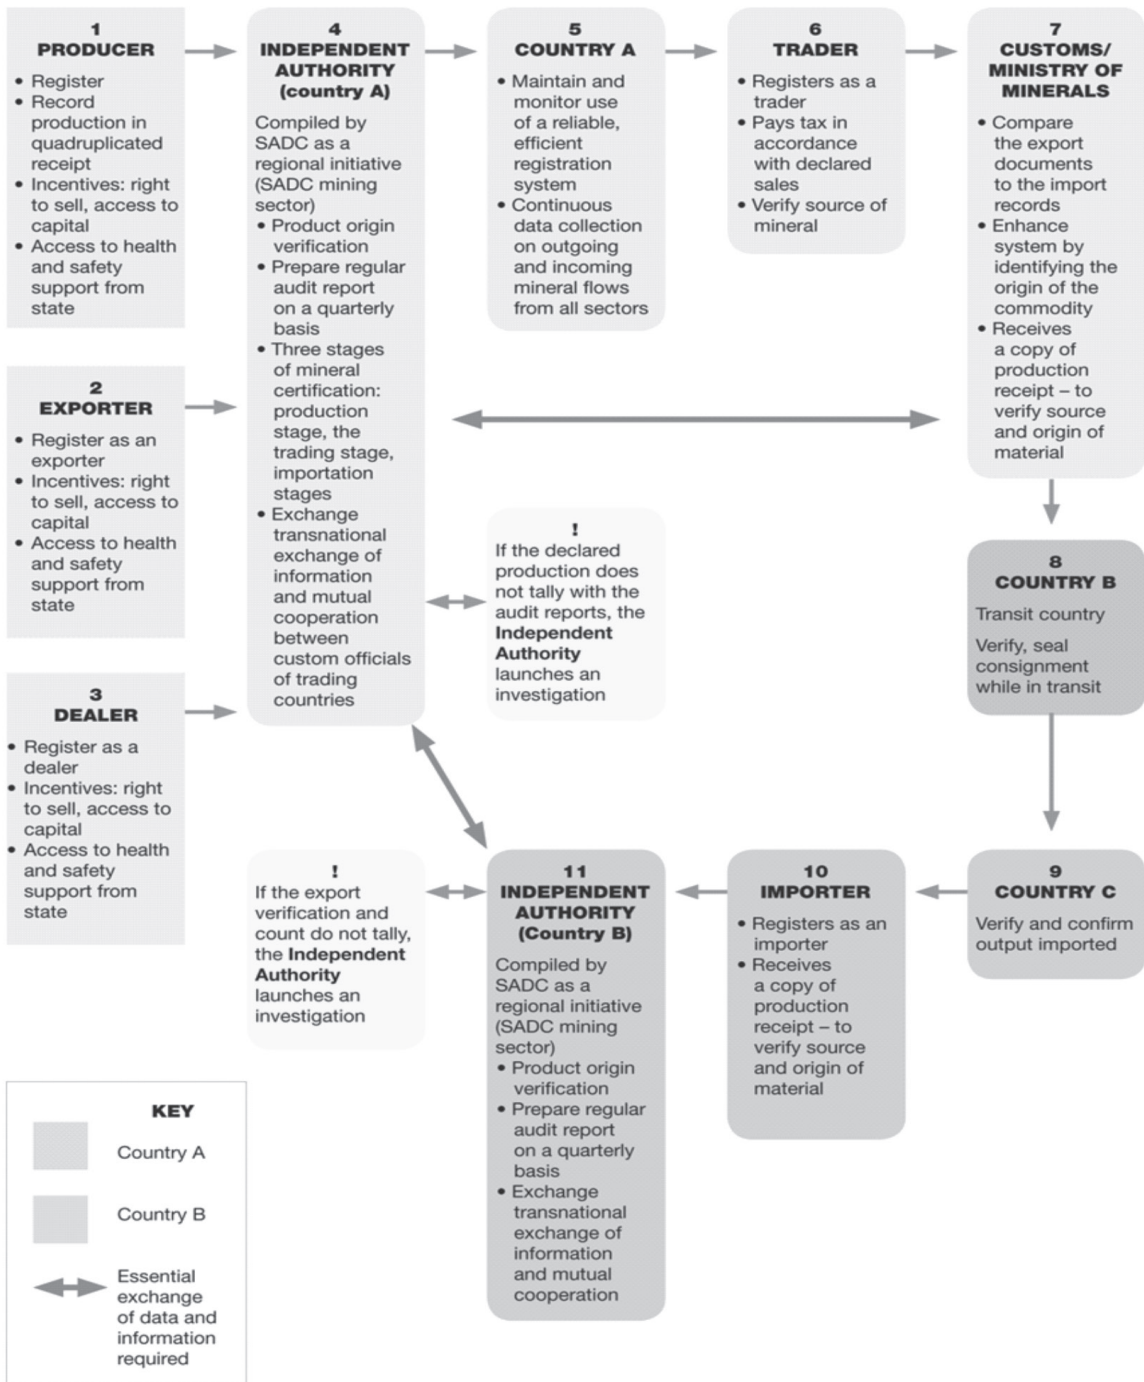 1
PRODUCER
• Register
• Record
production in
quadruplicated
receipt
• Incentives: right
to sell, access to
capital
• Access to health
and safety
support from
state
2
EXPORTER
• Register as an
exporter
• Incentives: right
to sell, access to
capital
• Access to health
and safety
support from
state
3
DEALER
• Register as a
dealer
• Incentives: right
to sell, access to
capital
• Access to health
and safety
support from
state
4
INDEPENDENT
AUTHORITY
(country A)
Compiled by
SADC as a
regional initiative
(SADC mining
sector)
• Product origin
verification
• Prepare regular
audit report
on a quarterly
basis
• Three stages
of mineral
certification:
production
stage, the
trading stage,
importation
stages
• Exchange
transnational
exchange of
information
and mutual
cooperation
between
custom officials
of trading
countries
5
COUNTRY A
• Maintain and
monitor use
of a reliable,
efficient
registration
system
• Continuous
data collection
on outgoing
and incoming
mineral flows
from all sectors
6
TRADER
• Registers as a
trader
• Pays tax in
accordance
with declared
sales
• Verify source of
mineral
7
CUSTOMS/
MINISTRY OF
MINERALS
• Compare
the export
documents
to the import
records
• Enhance
system by
identifying the
origin of the
commodity
• Receives
a copy of
production
receipt – to
verify source
and origin of
material
!
If the declared
production does
not tally with the
audit reports, the
Independent
Authority
launches an
investigation
8
COUNTRY B
Transit country
Verify, seal
consignment
while in transit
9
COUNTRY C
Verify and confirm
output imported
10
IMPORTER
• Registers as an
importer
• Receives
a copy of
production
receipt – to
verify source
and origin of
material
11
INDEPENDENT
AUTHORITY
(Country B)
Compiled by
SADC as a
regional initiative
(SADC mining
sector)
• Product origin
verification
• Prepare regular
audit report
on a quarterly
basis
• Exchange
transnational
exchange of
information
and mutual
cooperation
!
If the export
verification and
count do not tally,
the Independent
Authority
launches an
investigation
KEY
Country A
Country B
Essential
exchange
of data and
information
required